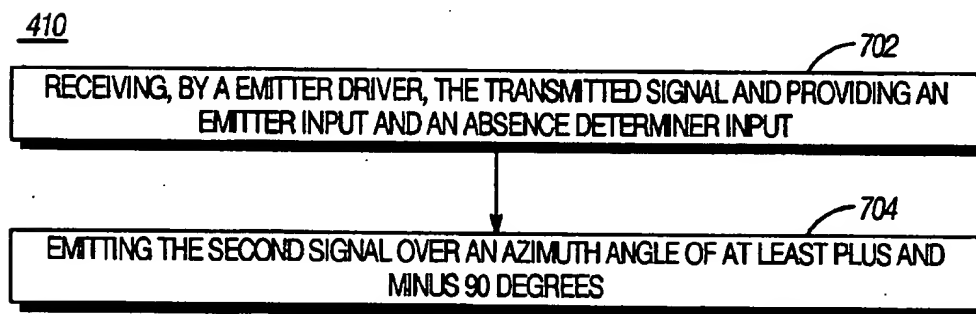 410
702
RECEIVING, BY A EMITTER DRIVER, THE TRANSMITTED SIGNAL AND PROVIDING AN
EMITTER INPUT AND AN ABSENCE DETERMINER INPUT
704
EMITTING THE SECOND SIGNAL OVER AN AZIMUTH ANGLE OF AT LEAST PLUS AND
MINUS 90 DEGREES